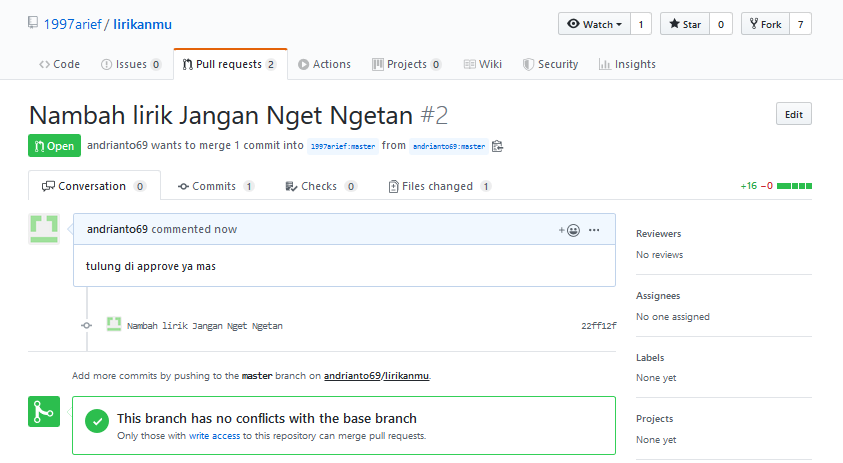 1997arief / lirikanmu
Watch 1 Star 0 Fork 7
Code Issues 0 Pull requests 2 Actions Projects 0 Wiki Security Insights
Nambah lirik Jangan Nget Ngetan #2
Edit
Open andrianto69 wants to merge 1 commit into 1997arief:master from andrianto69:master
Conversation 0 Commits 1 Checks 0 Files changed 1 +16 −0
andrianto69 commented now
tulung di approve ya mas
Nambah lirik Jangan Nget Ngetan 22ff12f
Add more commits by pushing to the master branch on andrianto69/lirikanmu.
This branch has no conflicts with the base branch
Only those with write access to this repository can merge pull requests.
Reviewers
No reviews
Assignees
No one assigned
Labels
None yet
Projects
None yet